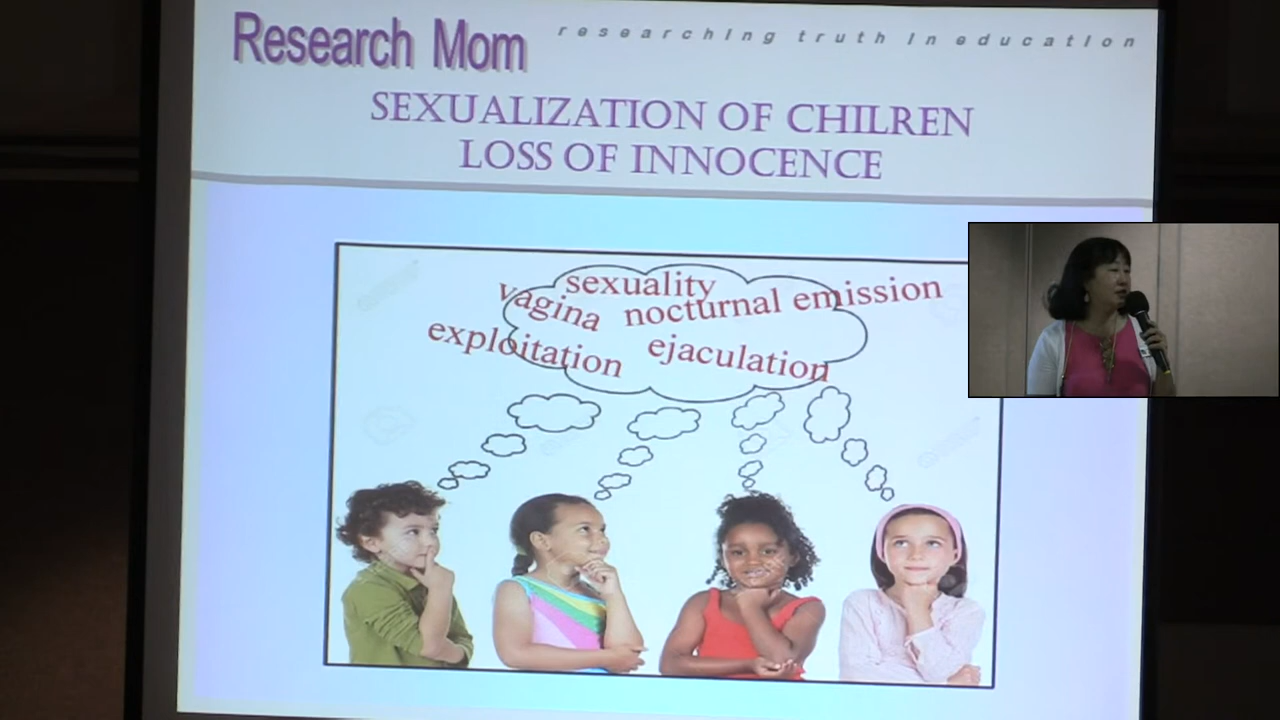 Research Mom
researching truth in education
SEXUALIZATION OF CHILREN
LOSS OF INNOCENCE
sexuality
vagina
nocturnal emission
exploitation
ejaculation